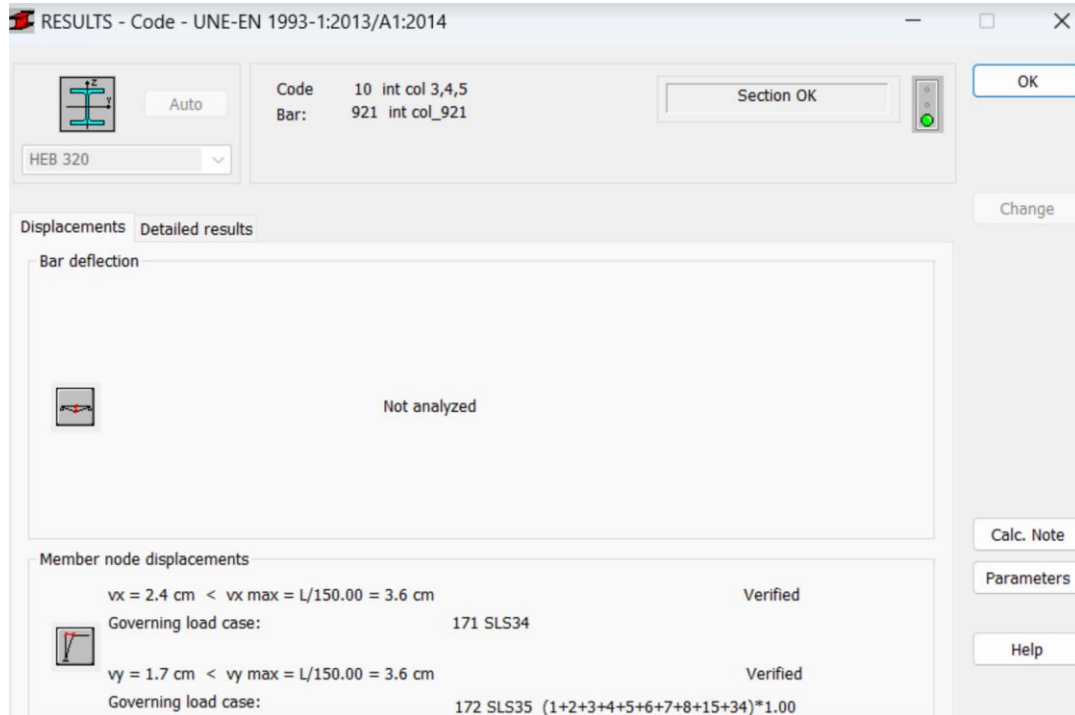 RESULTS - Code - UNE-EN 1993-1:2013/A1:2014
Auto
HEB 320
Code 10 int col 3,4,5
Bar: 921 int col_921
Section OK
OK
Change
Displacements Detailed results
Bar deflection
Not analyzed
Calc. Note
Parameters
Help
Member node displacements
vx = 2.4 cm < vx max = L/150.00 = 3.6 cm Verified
Governing load case: 171 SLS34
vy = 1.7 cm < vy max = L/150.00 = 3.6 cm Verified
Governing load case: 172 SLS35 (1+2+3+4+5+6+7+8+15+34)*1.00